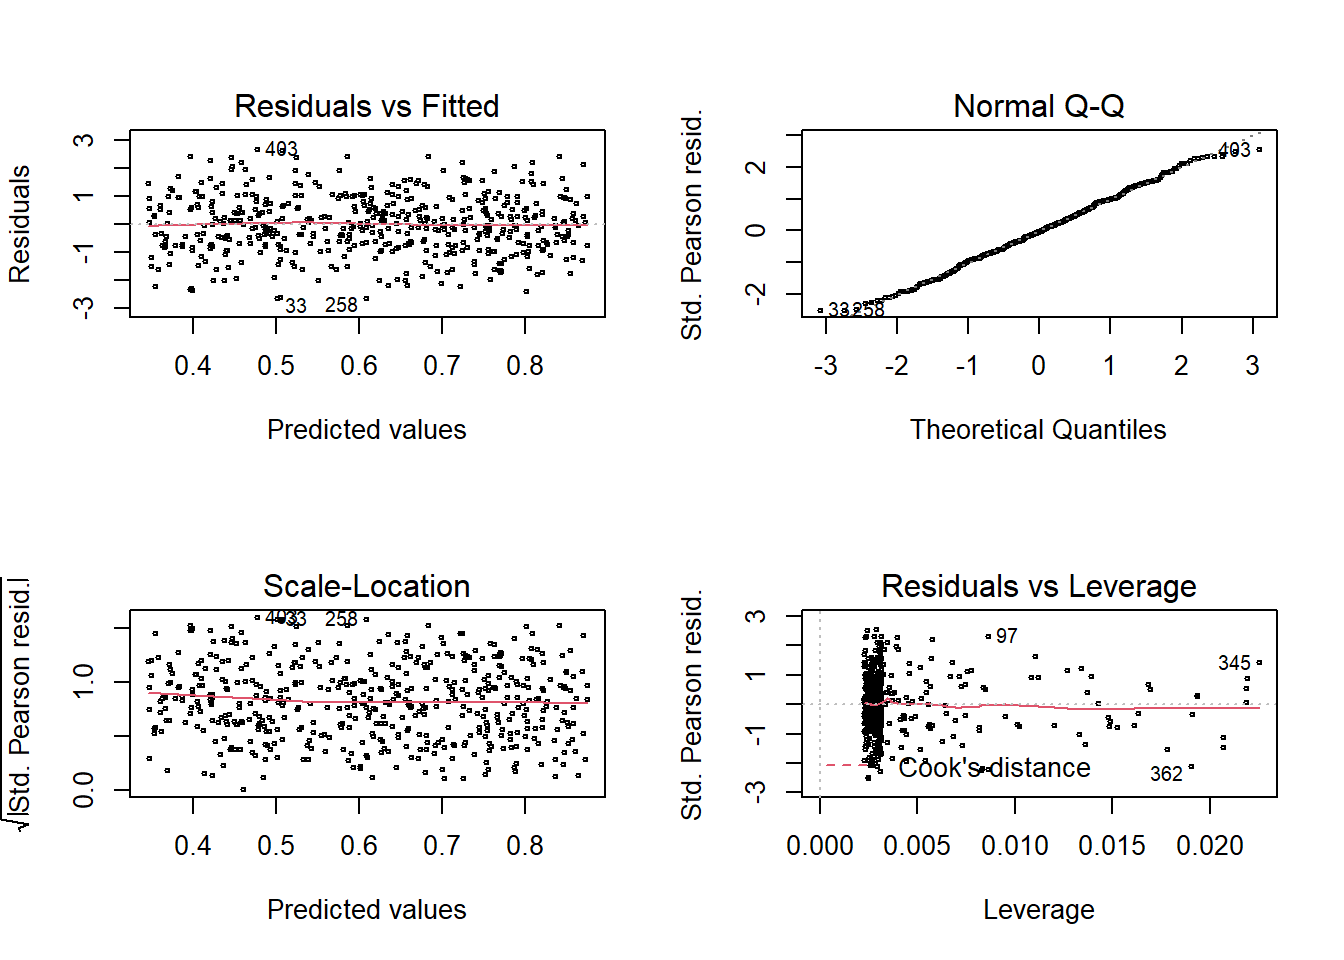 Residuals vs Fitted
Residuals
3
1
-1
-3
403
33
258
0.4 0.5 0.6 0.7 0.8
Predicted values
Normal Q-Q
Std. Pearson resid.
2
0
-2
403
33
258
-3 -2 -1 0 1 2 3
Theoretical Quantiles
Scale-Location
√|Std. Pearson resid.|
1.0
0.0
403
33
258
0.4 0.5 0.6 0.7 0.8
Predicted values
Residuals vs Leverage
Std. Pearson resid.
3
1
-1
-3
97
345
362
Cook's distance
0.000 0.005 0.010 0.015 0.020
Leverage